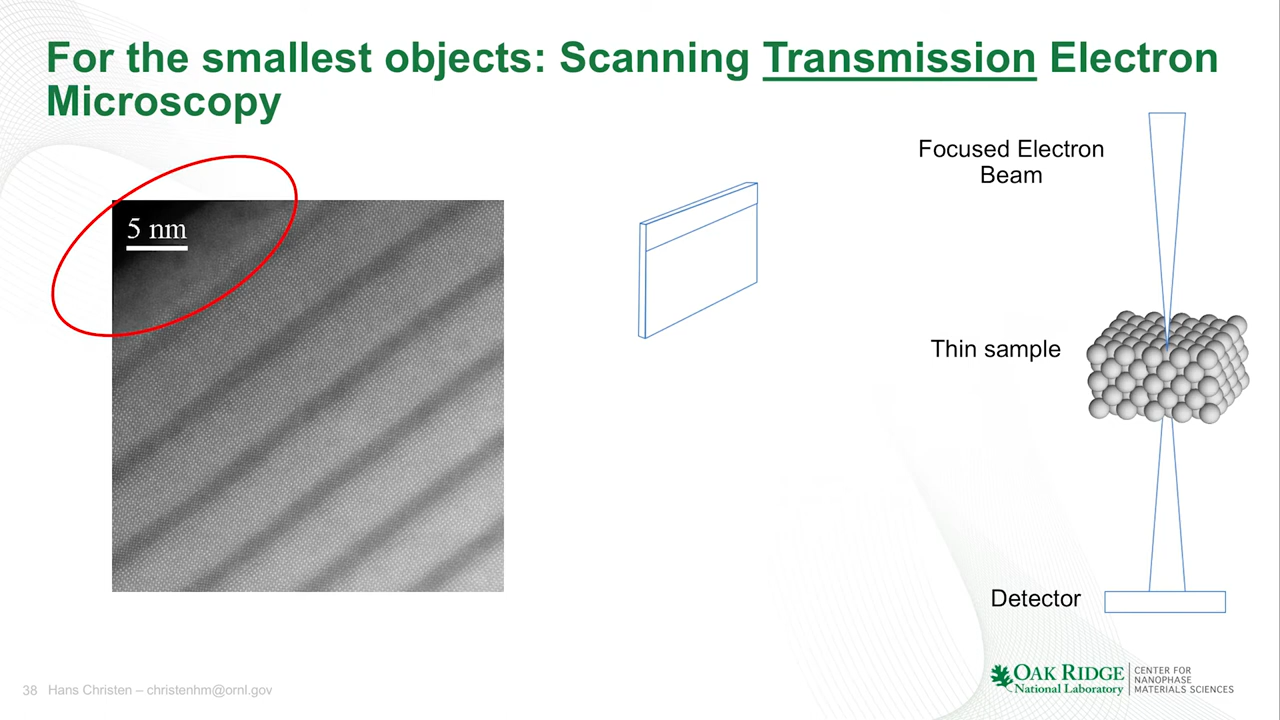 For the smallest objects: Scanning Transmission Electron
Microscopy
5 nm
Focused Electron
Beam
Thin sample
Detector
38 Hans Christen – christenhm@ornl.gov
OAK RIDGE
National Laboratory
CENTER FOR
NANOPHASE
MATERIALS SCIENCES